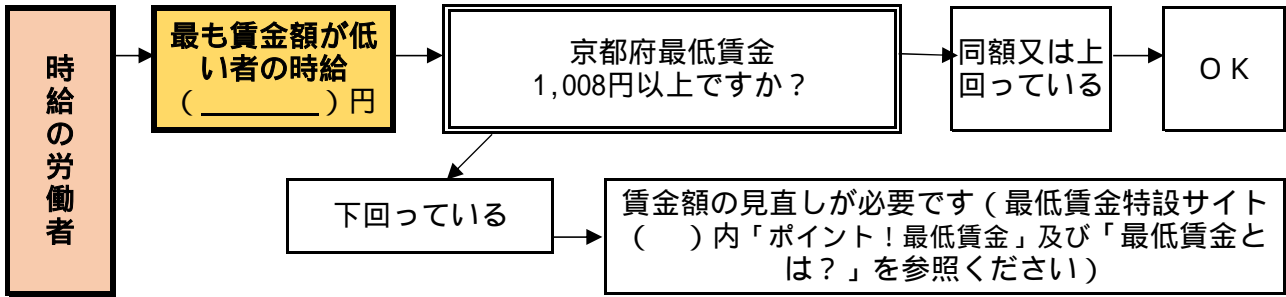 時給の労働者
最も賃金額が低
い者の時給
(________)円
京都府最低賃金
1,008円以上ですか？
同額又は上
回っている
ＯＫ
下回っている
賃金額の見直しが必要です（最低賃金特設サイト
（　）内「ポイント！最低賃金」及び「最低賃金と
は？」を参照ください）